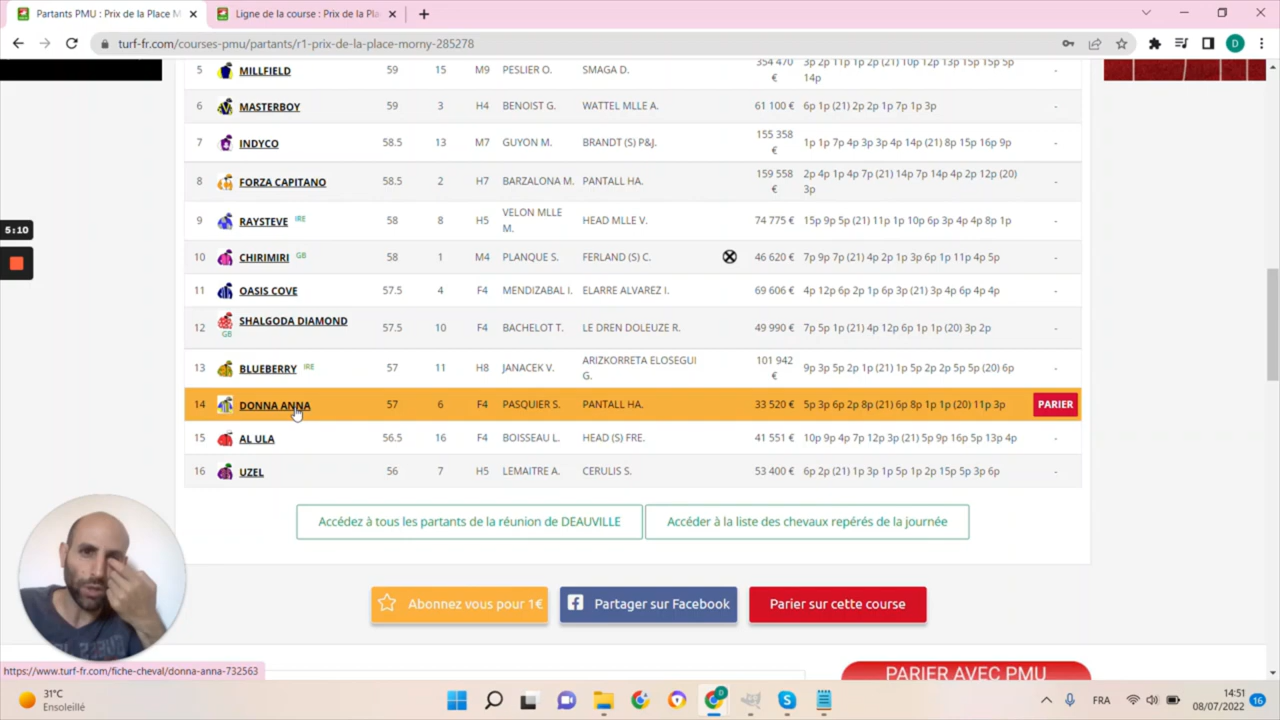 Partants PMU : Prix de la Place M
Ligne de la course : Prix de la Pla
turf-fr.com/courses-pmu/partants/r1-prix-de-la-place-morny-285278
D
5 MILLFIELD 59 15 M9 PESLIER O. SMAGA D. 354 470 € 3p 2p 11p 1p 2p (21) 10p 12p 13p 15p 15p 5p 14p
6 MASTERBOY 59 3 H4 BENOIST G. WATTEL MLLE A. 61 100 € 6p 1p (21) 2p 2p 1p 7p 1p 3p -
7 INDYCO 58.5 13 M7 GUYON M. BRANDT (S) P&J. 155 358 € 1p 1p 7p 4p 3p 3p 4p 14p (21) 8p 15p 16p 9p -
8 FORZA CAPITANO 58.5 2 H7 BARZALONA M. PANTALL HA. 159 558 € 2p 4p 1p 4p 7p (21) 14p 7p 14p 4p 2p 12p (20) 3p -
9 RAYSTEVE IRE 58 8 H5 VELON MLLE M. HEAD MLLE V. 74 775 € 15p 9p 5p (21) 11p 1p 10p 6p 3p 4p 4p 8p 1p -
10 CHIRIMIRI GB 58 1 M4 PLANQUE S. FERLAND (S) C. 46 620 € 7p 9p 7p (21) 4p 2p 1p 3p 6p 1p 11p 4p 5p -
11 OASIS COVE 57.5 4 F4 MENDIZABAL I. ELARRE ALVAREZ I. 69 606 € 4p 12p 6p 2p 1p 6p 3p (21) 3p 4p 6p 4p 4p -
12 SHALGODA DIAMOND GB 57.5 10 F4 BACHELOT T. LE DREN DOLEUZE R. 49 990 € 7p 5p 1p (21) 4p 12p 6p 1p 1p (20) 3p 2p -
13 BLUEBERRY IRE 57 11 H8 JANACEK V. ARIZKORRETA ELOSEGUI G. 101 942 € 9p 3p 5p 2p 1p (21) 1p 5p 2p 2p 5p 5p (20) 6p -
14 DONNA ANNA 57 6 F4 PASQUIER S. PANTALL HA. 33 520 € 5p 3p 6p 2p 8p (21) 6p 8p 1p 1p (20) 11p 3p PARIER
15 AL ULA 56.5 16 F4 BOISSEAU L. HEAD (S) FRE. 41 551 € 10p 9p 4p 7p 12p 3p (21) 5p 9p 16p 5p 13p 4p -
16 UZEL 56 7 H5 LEMAITRE A. CERULIS S. 53 400 € 6p 2p (21) 1p 3p 1p 5p 1p 2p 15p 5p 3p 6p -
5:10
Accédez à tous les partants de la réunion de DEAUVILLE
Accéder à la liste des chevaux repérés de la journée
Abonnez vous pour 1€
Partager sur Facebook
Parier sur cette course
https://www.turf-fr.com/fiche-cheval/donna-anna-732563
PARIER AVEC PMU
31°C
Ensoleillé
FRA
14:51
08/07/2022
16